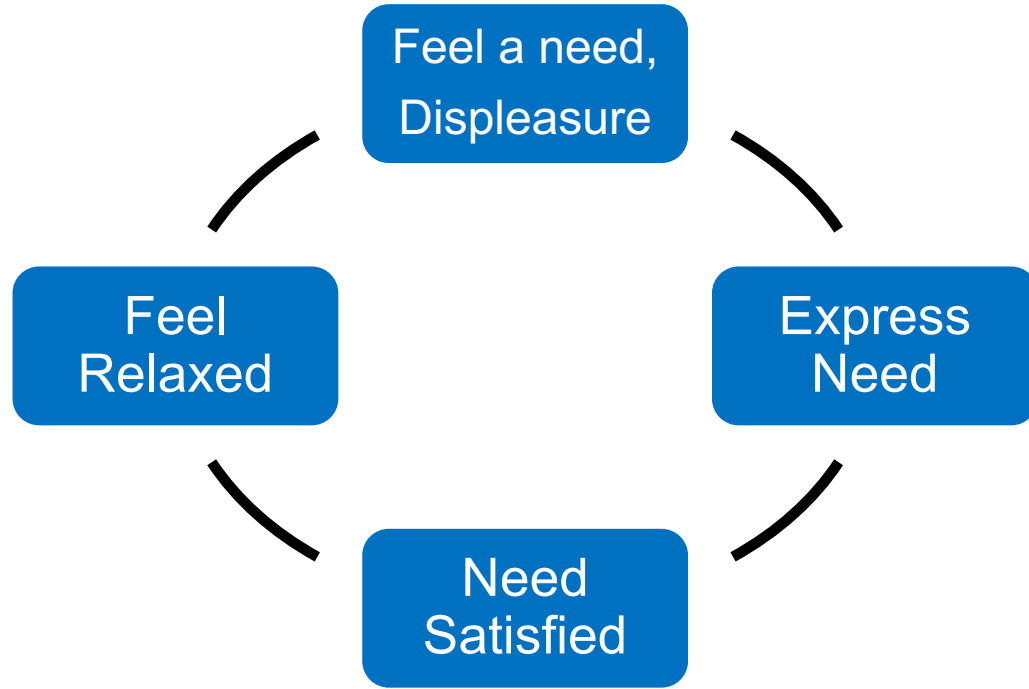 Feel a need,
Displeasure
Express
Need
Need
Satisfied
Feel
Relaxed